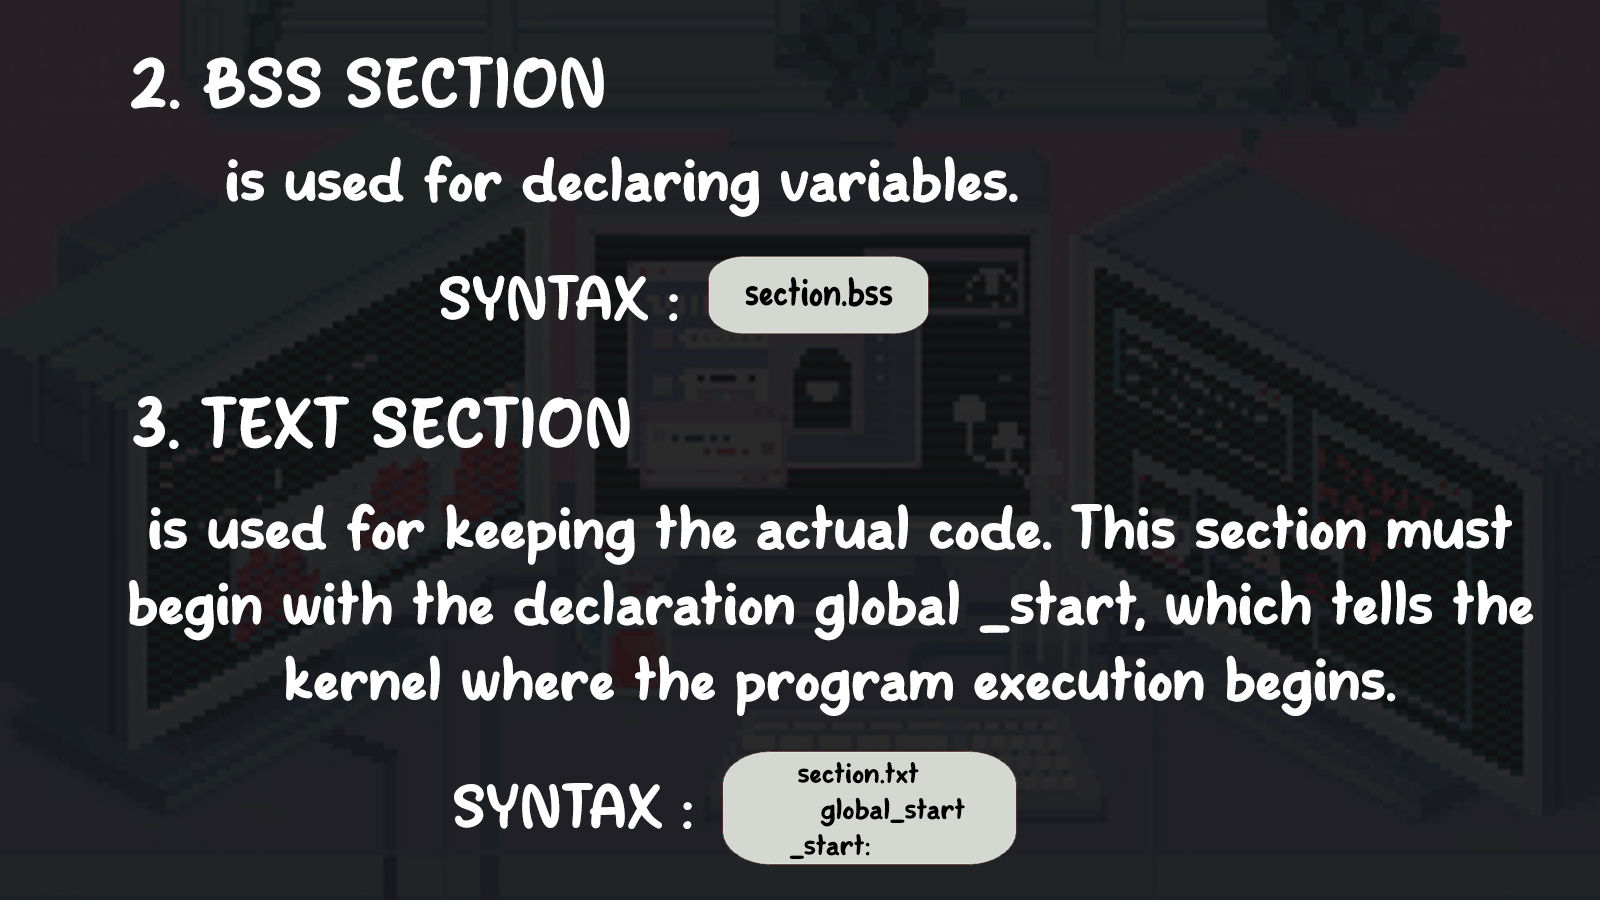 2. BSS SECTION
is used for declaring variables.
SYNTAX : section.bss
3. TEXT SECTION
is used for keeping the actual code. This section must
begin with the declaration global _start, which tells the
kernel where the program execution begins.
SYNTAX :
section.txt
global_start
_start: